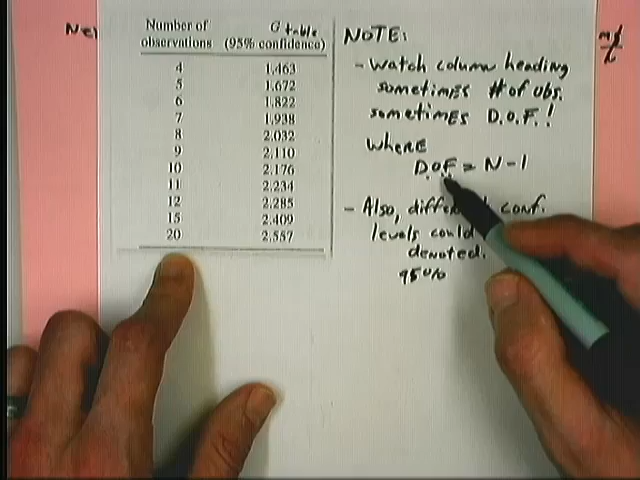 Number of G table
observations (95% confidence)
4 1.463
5 1.672
6 1.822
7 1.938
8 2.032
9 2.110
10 2.176
11 2.234
12 2.285
15 2.409
20 2.557
NOTE:
- Watch column heading
sometimes # of obs.
sometimes D.O.F.!
where
D.O.F = N-1
- Also, different conf.
levels could
denoted.
95%